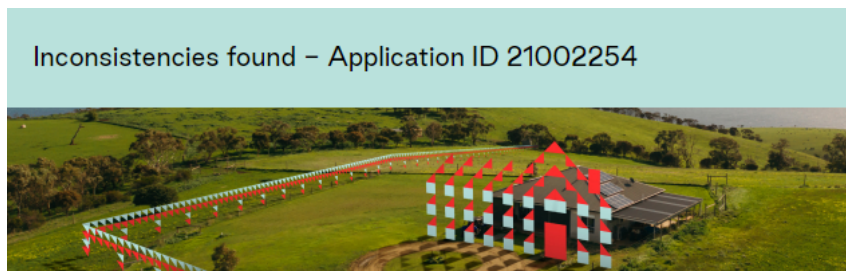 Inconsistencies found – Application ID 21002254